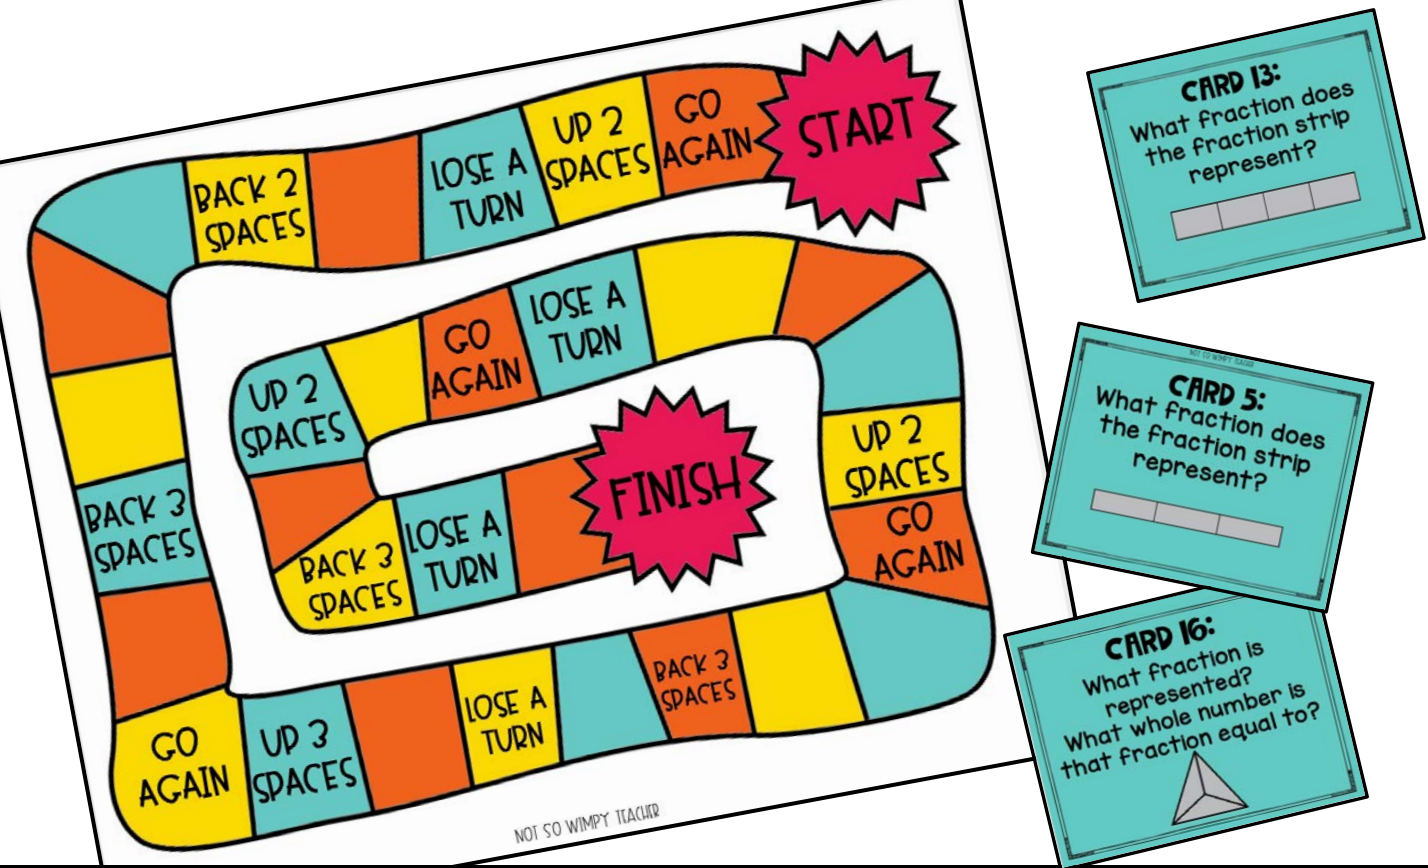 START
GO
AGAIN
UP 2
SPACES
LOSE A
TURN
BACK 2
SPACES
BACK 3
SPACES
GO
AGAIN
UP 3
SPACES
LOSE A
TURN
BACK 3
SPACES
GO
AGAIN
UP 2
SPACES
LOSE A
TURN
GO
AGAIN
UP 2
SPACES
BACK 3
SPACES
LOSE A
TURN
FINISH
NOT SO WIMPY TEACHER
CARD 13:
What fraction does
the fraction strip
represent?
NOT SO WIMPY TEACHER
CARD 5:
What fraction does
the fraction strip
represent?
CARD 16:
What fraction is
represented?
What whole number is
that fraction equal to?